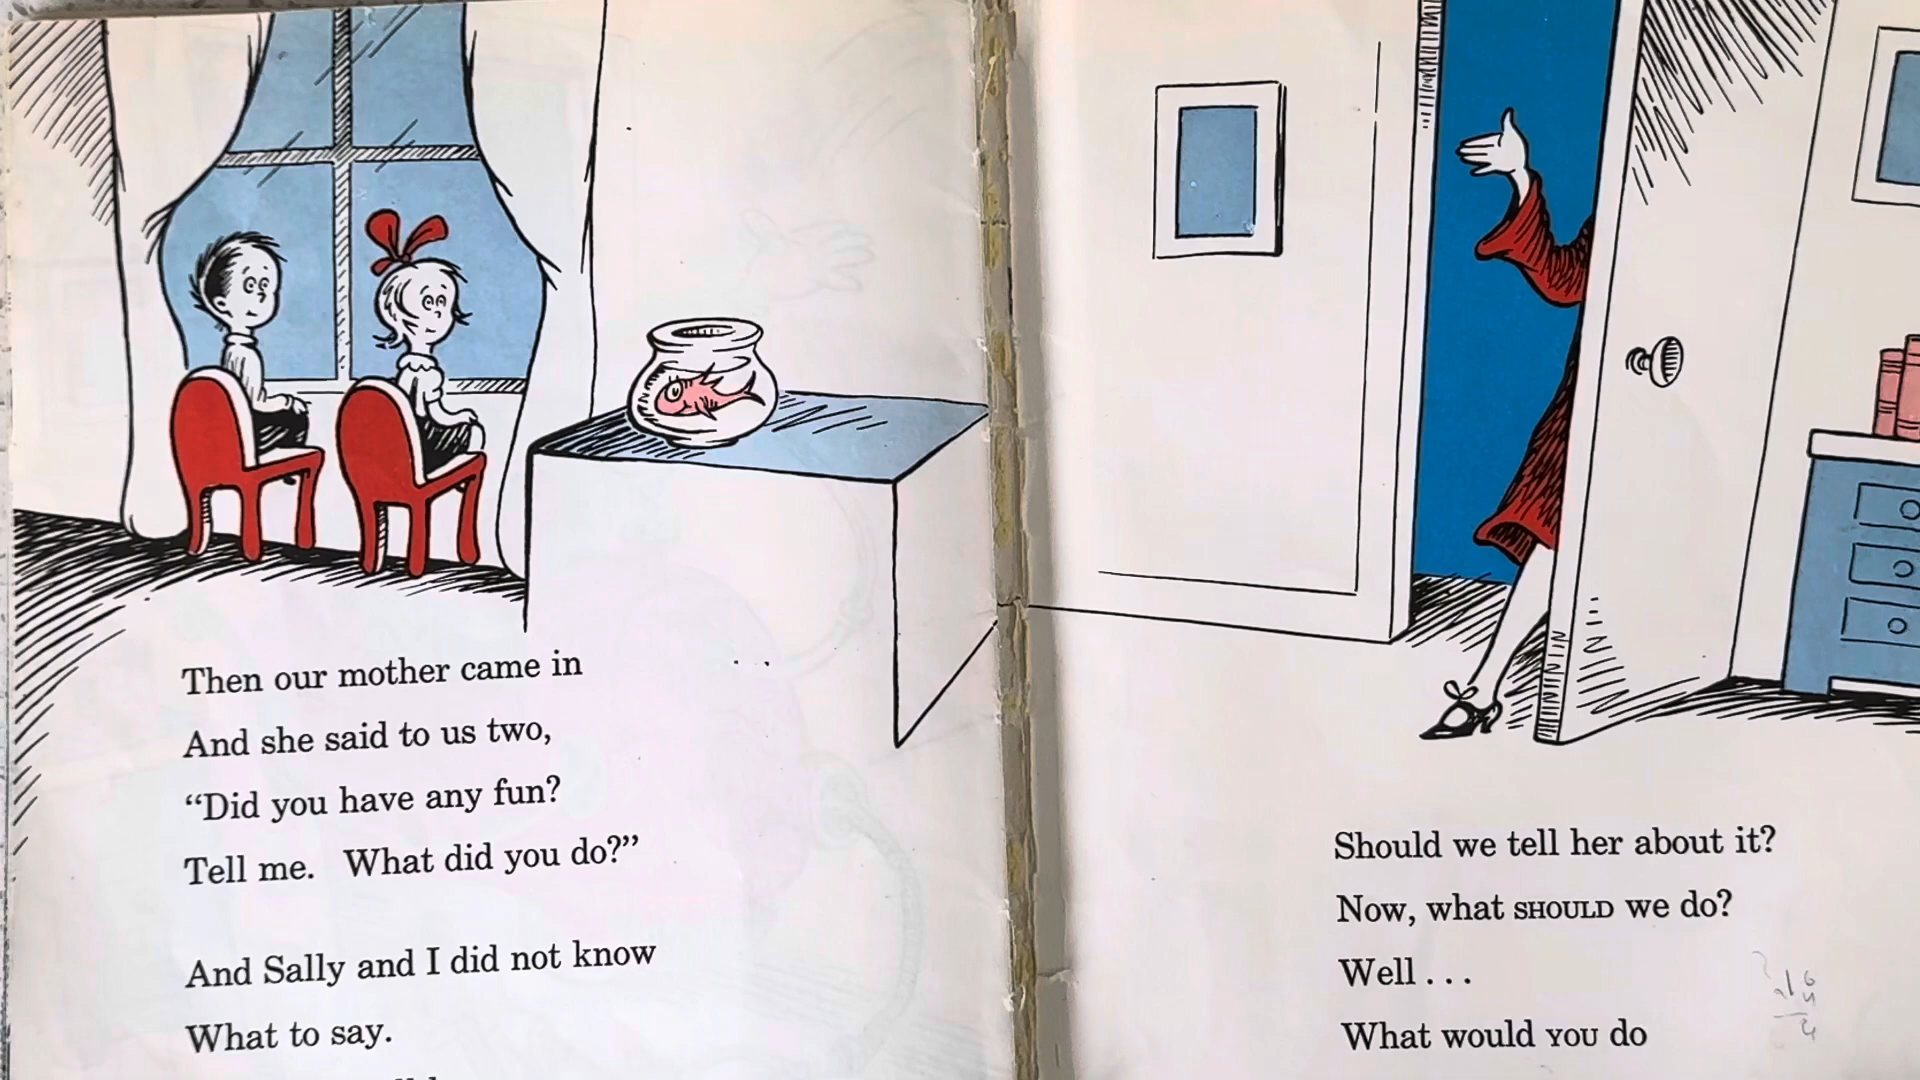 Then our mother came in
And she said to us two,
“Did you have any fun?
Tell me. What did you do?”
And Sally and I did not know
What to say.
Should we tell her about it?
Now, what SHOULD we do?
Well . . .
What would YOU do